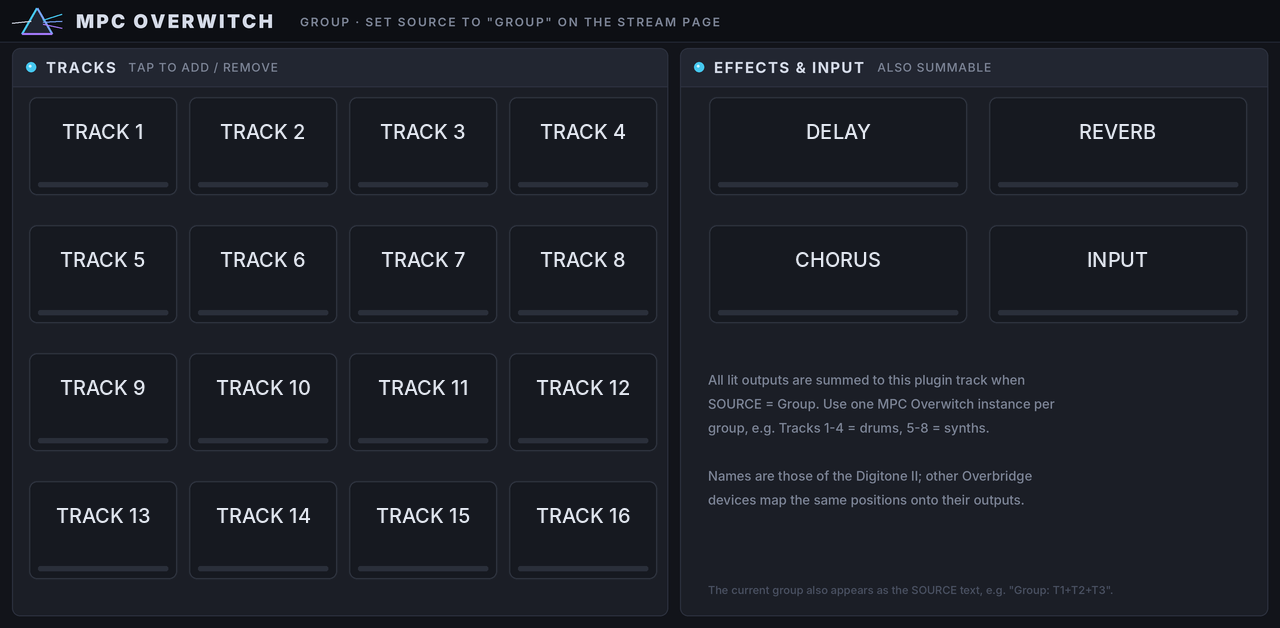 MPC OVERWITCH
GROUP · SET SOURCE TO "GROUP" ON THE STREAM PAGE
TRACKS TAP TO ADD / REMOVE
TRACK 1 TRACK 2 TRACK 3 TRACK 4
TRACK 5 TRACK 6 TRACK 7 TRACK 8
TRACK 9 TRACK 10 TRACK 11 TRACK 12
TRACK 13 TRACK 14 TRACK 15 TRACK 16
EFFECTS & INPUT ALSO SUMMABLE
DELAY REVERB
CHORUS INPUT
All lit outputs are summed to this plugin track when
SOURCE = Group. Use one MPC Overwitch instance per
group, e.g. Tracks 1-4 = drums, 5-8 = synths.
Names are those of the Digitone II; other Overbridge
devices map the same positions onto their outputs.
The current group also appears as the SOURCE text, e.g. "Group: T1+T2+T3".